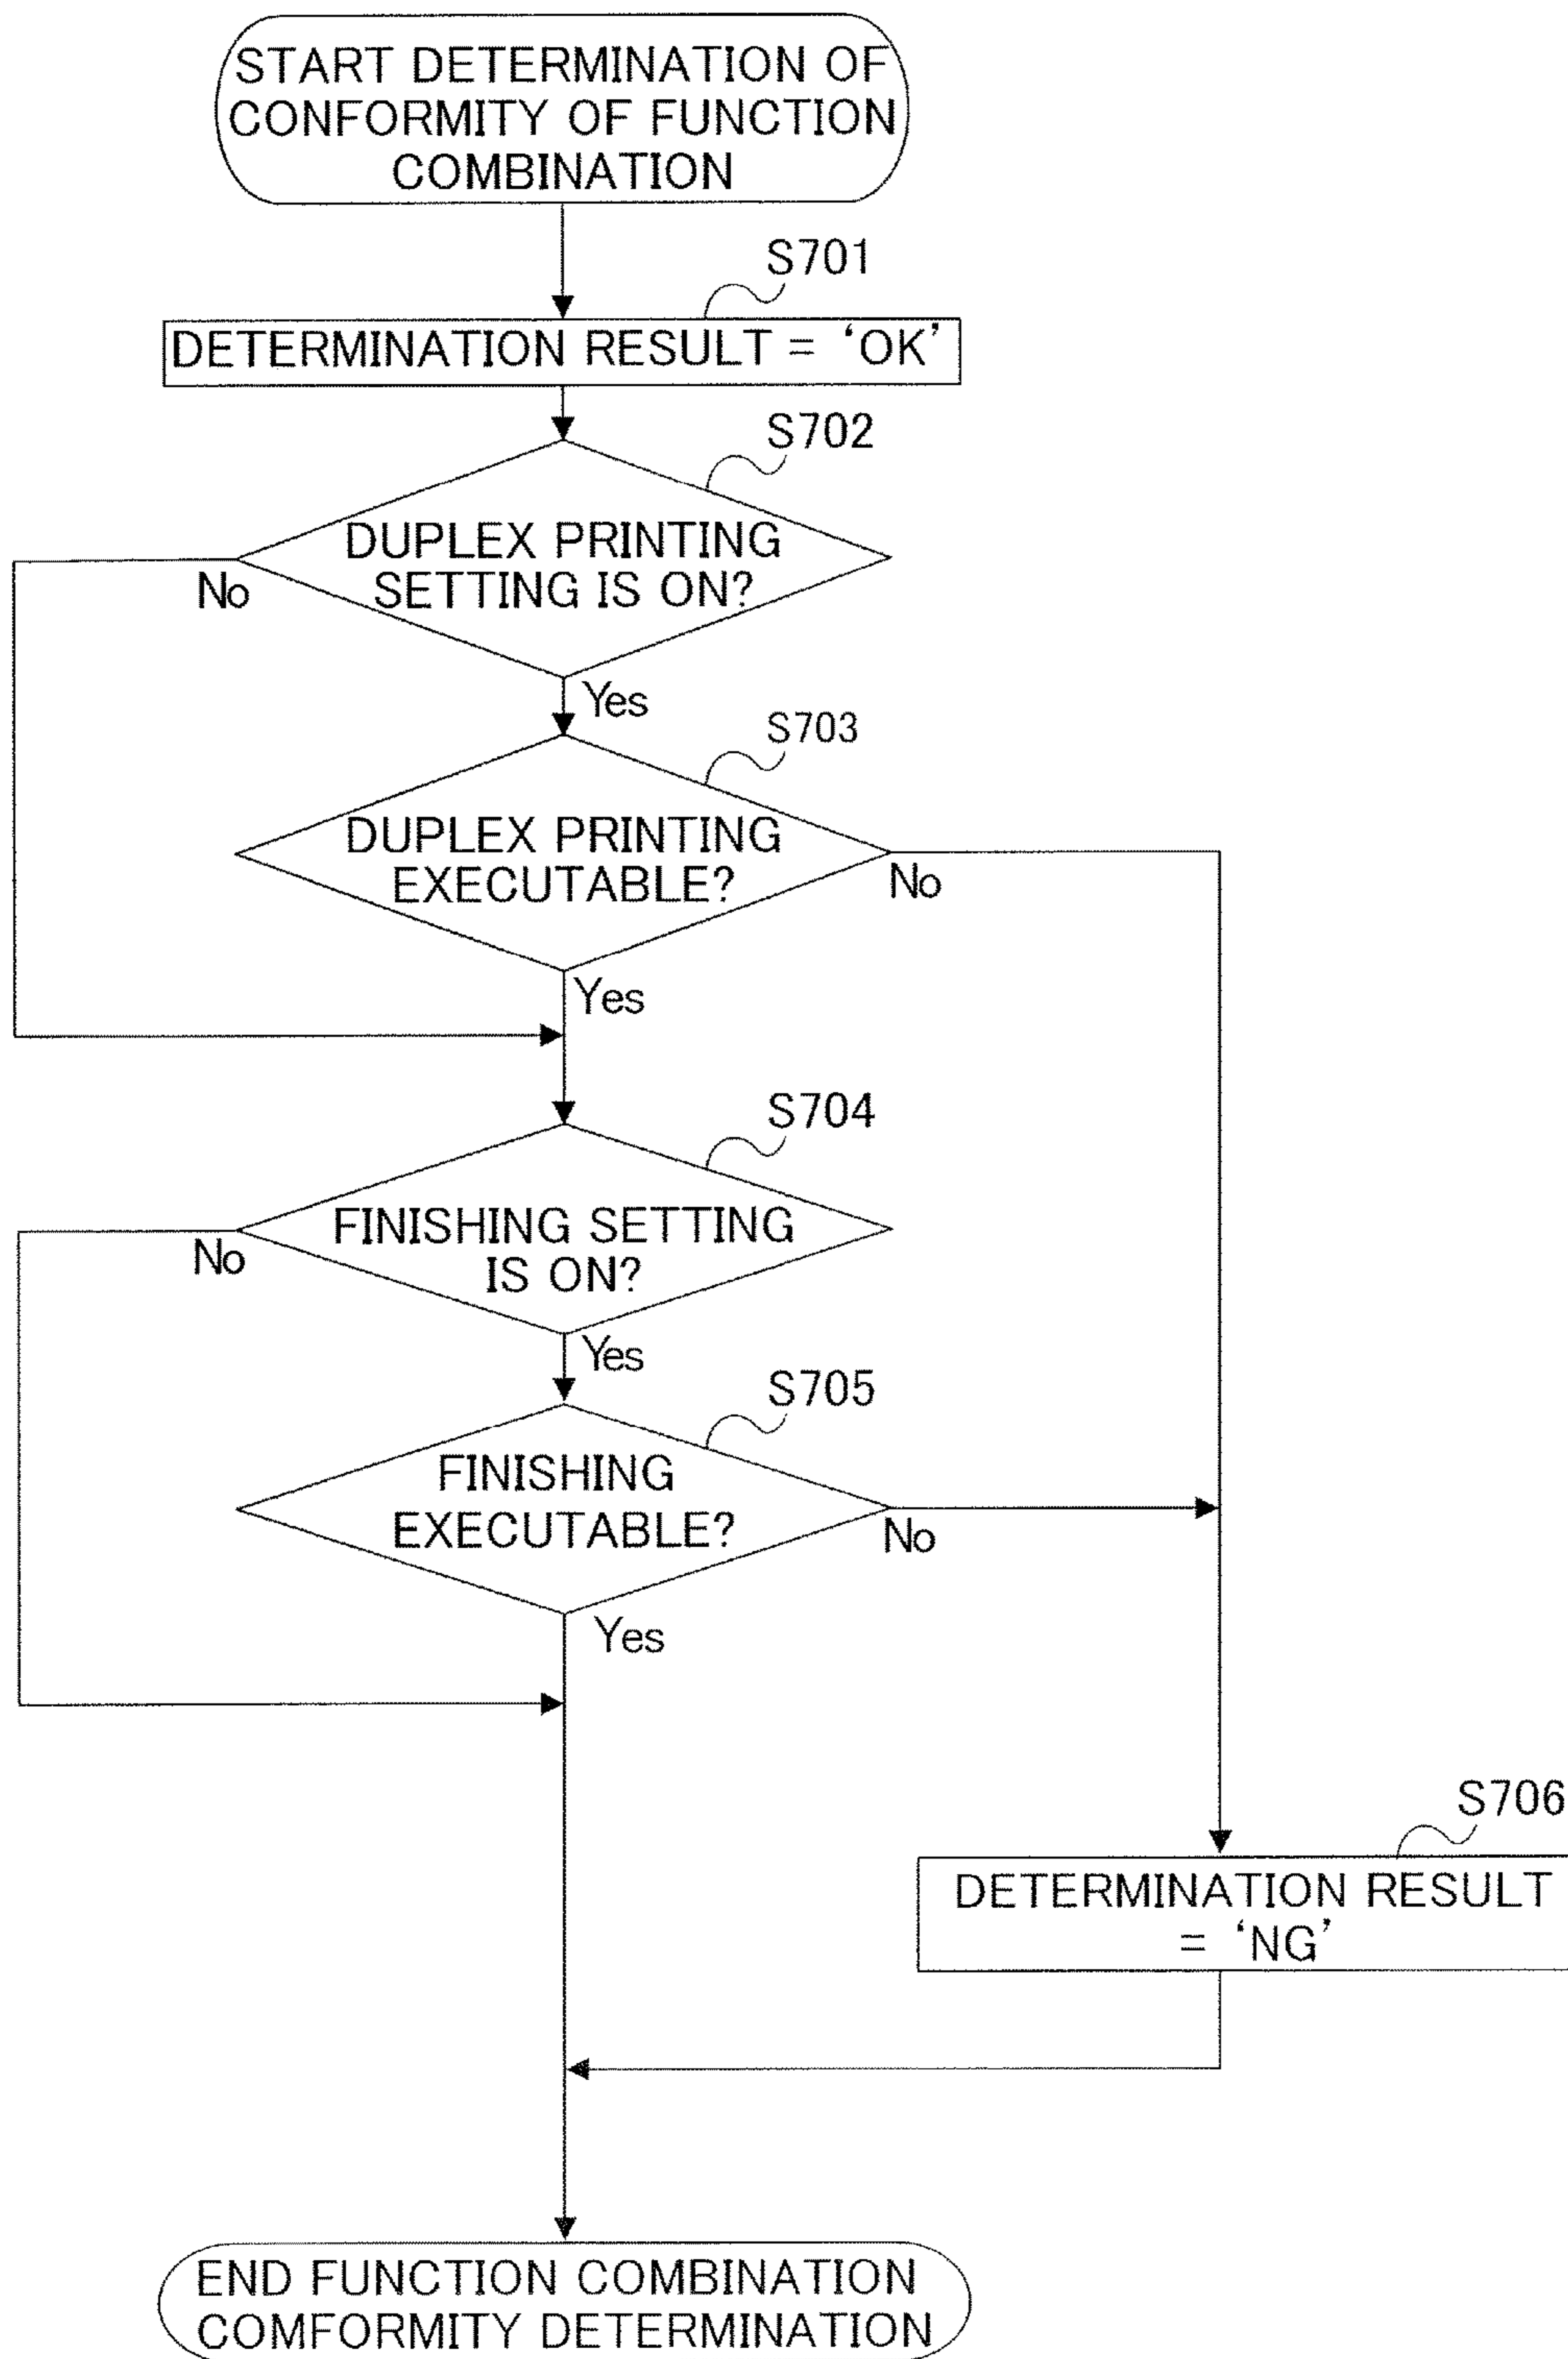 START DETERMINATION OF
CONFORMITY OF FUNCTION
COMBINATION
S701
DETERMINATION RESULT = ‘OK’
S702
DUPLEX PRINTING
SETTING IS ON?
No
Yes
S703
DUPLEX PRINTING
EXECUTABLE?
No
Yes
S704
FINISHING SETTING
IS ON?
No
Yes
S705
FINISHING
EXECUTABLE?
No
Yes
S706
DETERMINATION RESULT
= ‘NG’
END FUNCTION COMBINATION
COMFORMITY DETERMINATION